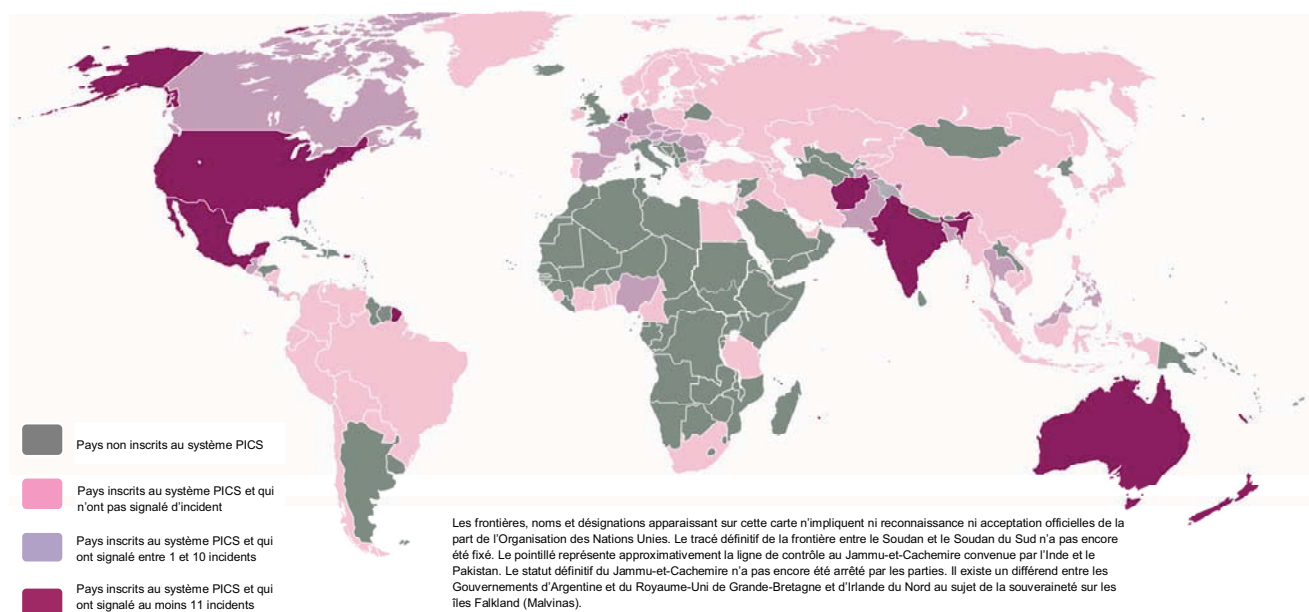 Pays non inscrits au système PICS
Pays inscrits au système PICS et qui
n'ont pas signalé d'incident
Pays inscrits au système PICS et qui
ont signalé entre 1 et 10 incidents
Pays inscrits au système PICS et qui
ont signalé au moins 11 incidents
Les frontières, noms et désignations apparaissant sur cette carte n'impliquent ni reconnaissance ni acceptation officielles de la
part de l'Organisation des Nations Unies. Le tracé définitif de la frontière entre le Soudan et le Soudan du Sud n'a pas encore
été fixé. Le pointillé représente approximativement la ligne de contrôle au Jammu-et-Cachemire convenue par l'Inde et le
Pakistan. Le statut définitif du Jammu-et-Cachemire n'a pas encore été arrêté par les parties. Il existe un différend entre les
Gouvernements d'Argentine et du Royaume-Uni de Grande-Bretagne et d'Irlande du Nord au sujet de la souveraineté sur les
îles Falkland (Malvinas).